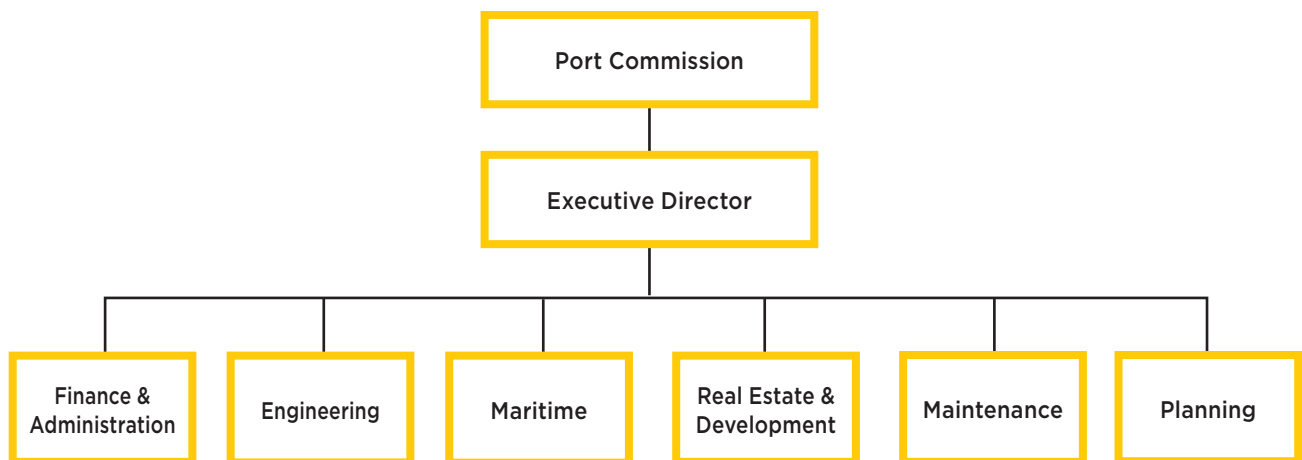 Port Commission
Executive Director
Finance &
Administration
Engineering
Maritime
Real Estate &
Development
Maintenance
Planning